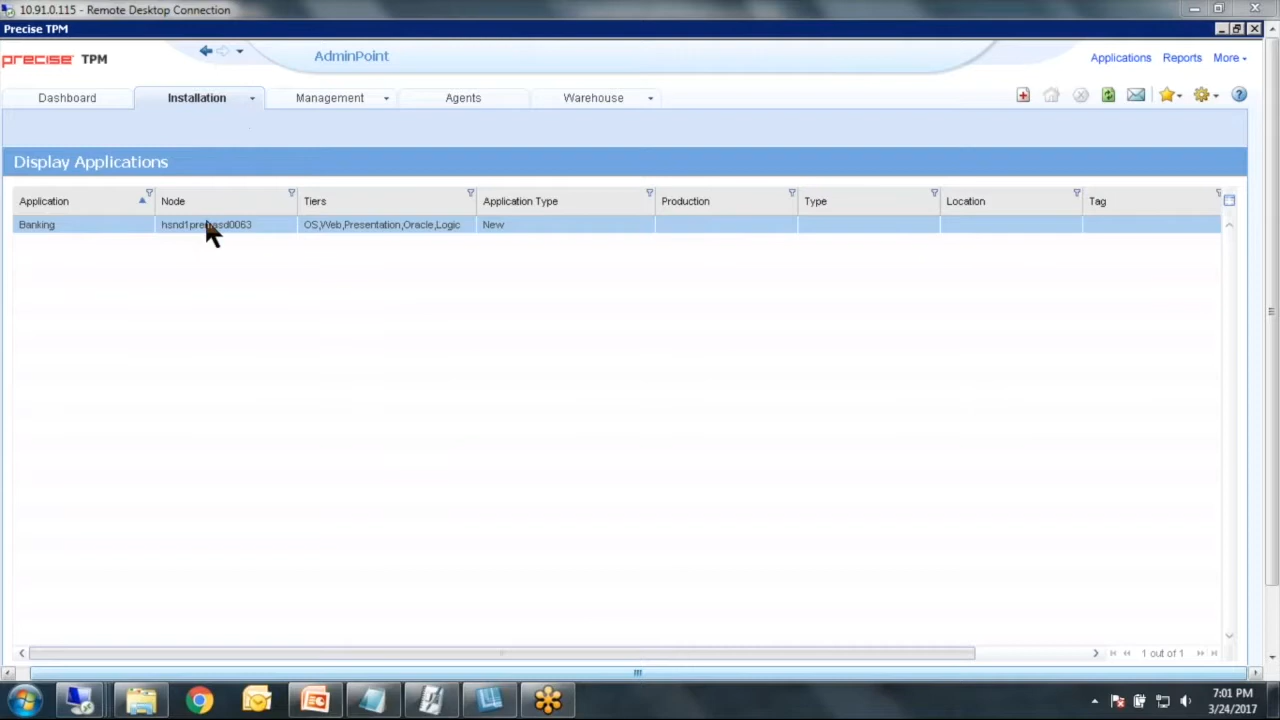 10.91.0.115 - Remote Desktop Connection
Precise TPM
precise TPM
AdminPoint
Applications Reports More
Dashboard Installation Management Agents Warehouse
Display Applications
Application Node Tiers Application Type Production Type Location Tag
Banking OS,Web,Presentation,Oracle,Logic New
1 out of 1
7:01 PM
3/24/2017